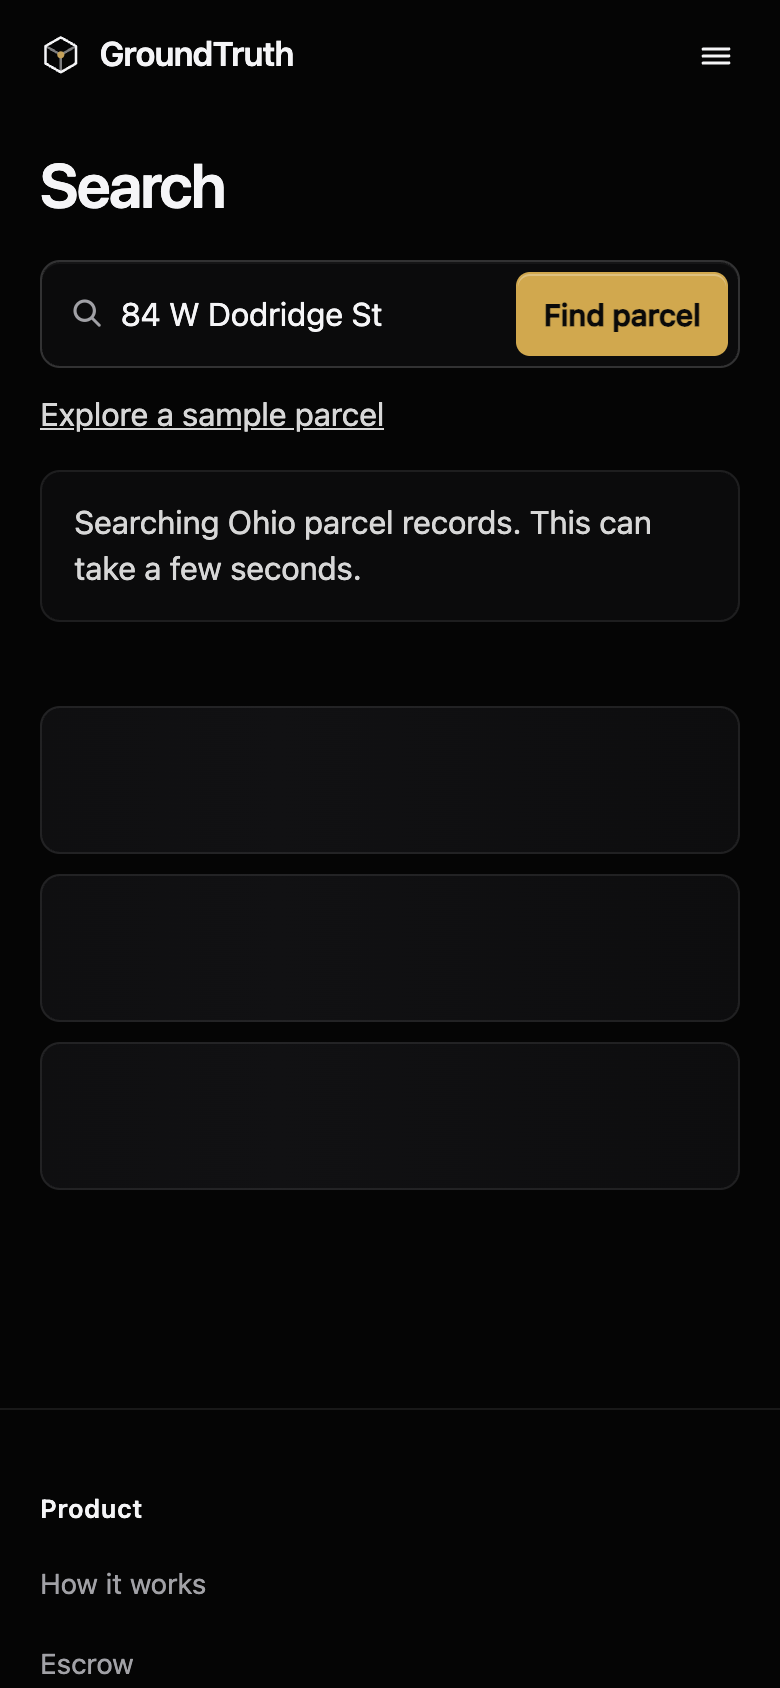 GroundTruth
Search
84 W Dodridge St
Find parcel
Explore a sample parcel
Searching Ohio parcel records. This can
take a few seconds.
Product
How it works
Escrow